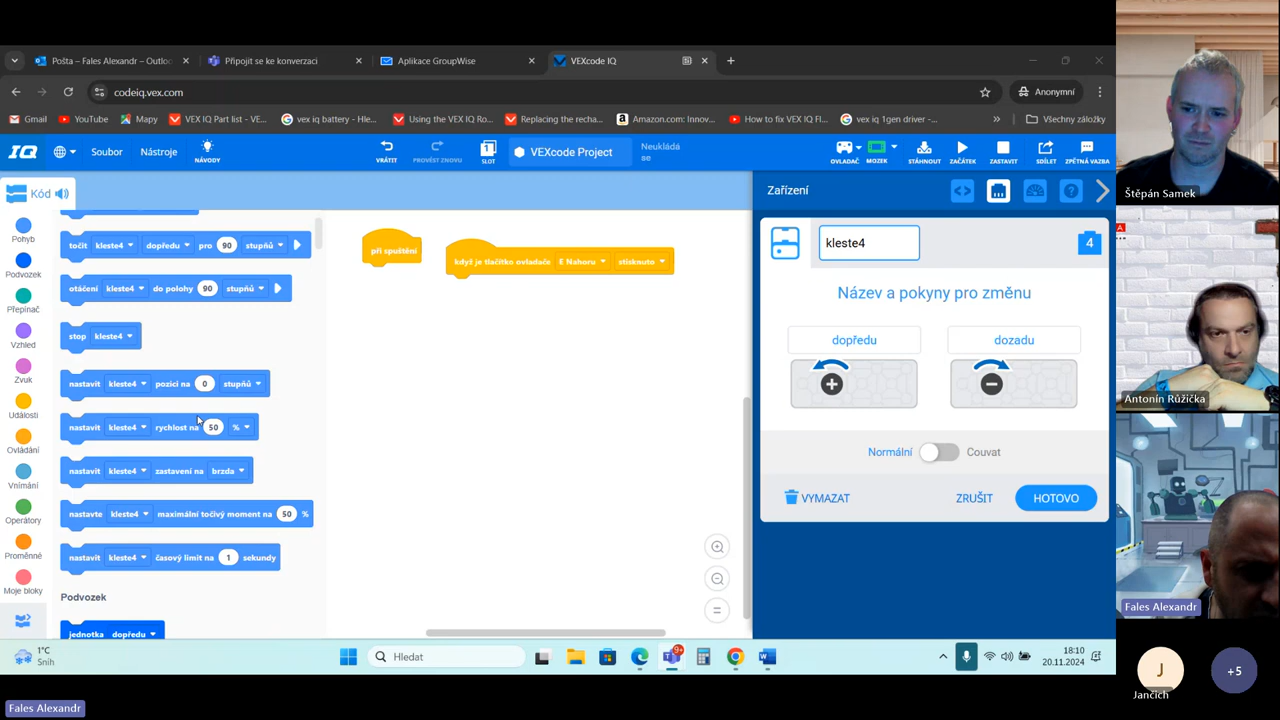 Pošta – Fales Alexandr – Outlo
Připojit se ke konverzaci
Aplikace GroupWise
VEXcode IQ
codeiq.vex.com
Anonymní
Gmail
YouTube
Mapy
VEX IQ Part list - VE...
vex iq battery - Hle...
Using the VEX IQ Ro...
Replacing the recha...
Amazon.com: Innov...
How to fix VEX IQ Fl...
vex iq 1gen driver -...
»
Všechny záložky
IQ
Soubor
Nástroje
NÁVODY
VRÁTIT
PROVÉST ZNOVU
1
SLOT
VEXcode Project
Neukládá
se
OVLADAČ
MOZEK
STÁHNOUT
ZAČÁTEK
ZASTAVIT
SDÍLET
ZPĚTNÁ VAZBA
Kód
Pohyb
Podvozek
Přepínač
Vzhled
Zvuk
Události
Ovládání
Vnímání
Operátory
Proměnné
Moje bloky
točit kleste4 dopředu pro 90 stupňů
otáčení kleste4 do polohy 90 stupňů
stop kleste4
nastavit kleste4 pozici na 0 stupňů
nastavit kleste4 rychlost na 50 %
nastavit kleste4 zastavení na brzda
nastavte kleste4 maximální točivý moment na 50 %
nastavit kleste4 časový limit na 1 sekundy
Podvozek
jednotka dopředu
při spuštění
když je tlačítko ovladače E Nahoru stisknuto
Zařízení
kleste4
4
Název a pokyny pro změnu
dopředu
dozadu
Normální
Couvat
VYMAZAT
ZRUŠIT
HOTOVO
1°C
Sníh
Hledat
9+
18:10
20.11.2024
Štěpán Samek
Antonín Růžička
Fales Alexandr
J
Jančich
+5
Fales Alexandr